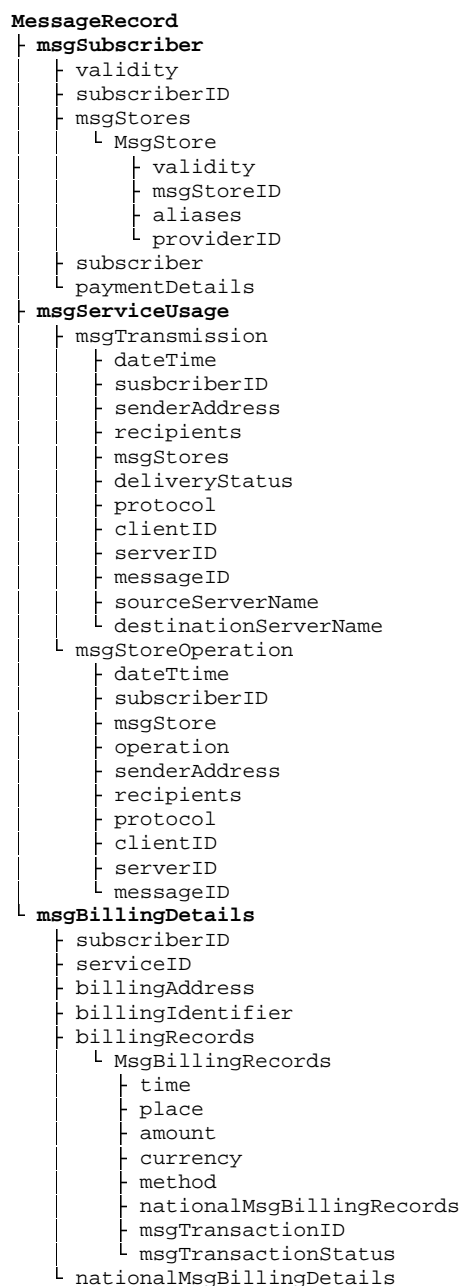 MessageRecord
msgSubscriber
validity
subscriberID
msgStores
MsgStore
validity
msgStoreID
aliases
providerID
subscriber
paymentDetails
msgServiceUsage
msgTransmission
dateTime
susbcriberID
senderAddress
recipients
msgStores
deliveryStatus
protocol
clientID
serverID
messageID
sourceServerName
destinationServerName
msgStoreOperation
dateTtime
subscriberID
msgStore
operation
senderAddress
recipients
protocol
clientID
serverID
messageID
msgBillingDetails
subscriberID
serviceID
billingAddress
billingIdentifier
billingRecords
MsgBillingRecords
time
place
amount
currency
method
nationalMsgBillingRecords
msgTransactionID
msgTransactionStatus
nationalMsgBillingDetails